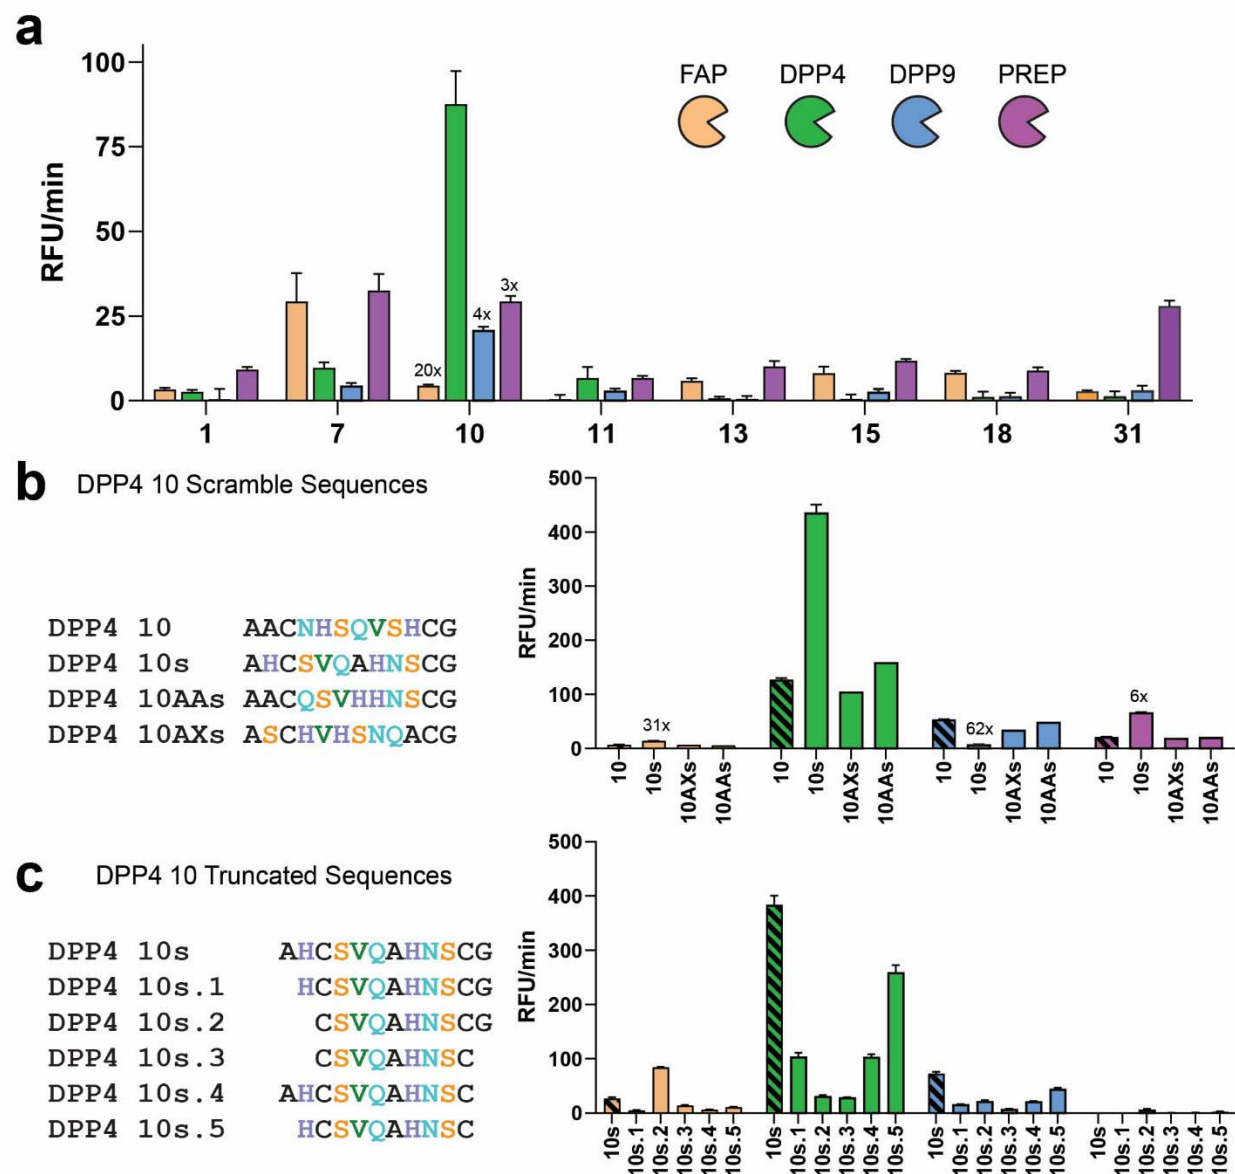 a
FAP DPP4 DPP9 PREP
RFU/min
100
75
50
25
0
20x
4x
3x
1 7 10 11 13 15 18 31
b
DPP4 10 Scramble Sequences
DPP4 10 AACNHSQVSHCG
DPP4 10s AHCSVQAHNSCG
DPP4 10AAs AACQSVHHNSCG
DPP4 10AXs ASCHVHSNQACG
RFU/min
500
400
300
200
100
0
31x
62x
6x
10 10s 10AXs 10AAs 10 10s 10AXs 10AAs 10 10s 10AXs 10AAs 10 10s 10AXs 10AAs
c
DPP4 10 Truncated Sequences
DPP4 10s AHCSVQAHNSCG
DPP4 10s.1 HCSVQAHNSCG
DPP4 10s.2 CSVQAHNSCG
DPP4 10s.3 CSVQAHNSC
DPP4 10s.4 AHCSVQAHNSC
DPP4 10s.5 HCSVQAHNSC
RFU/min
500
400
300
200
100
0
10s 10s.1 10s.2 10s.3 10s.4 10s.5 10s 10s.1 10s.2 10s.3 10s.4 10s.5 10s 10s.1 10s.2 10s.3 10s.4 10s.5 10s 10s.1 10s.2 10s.3 10s.4 10s.5